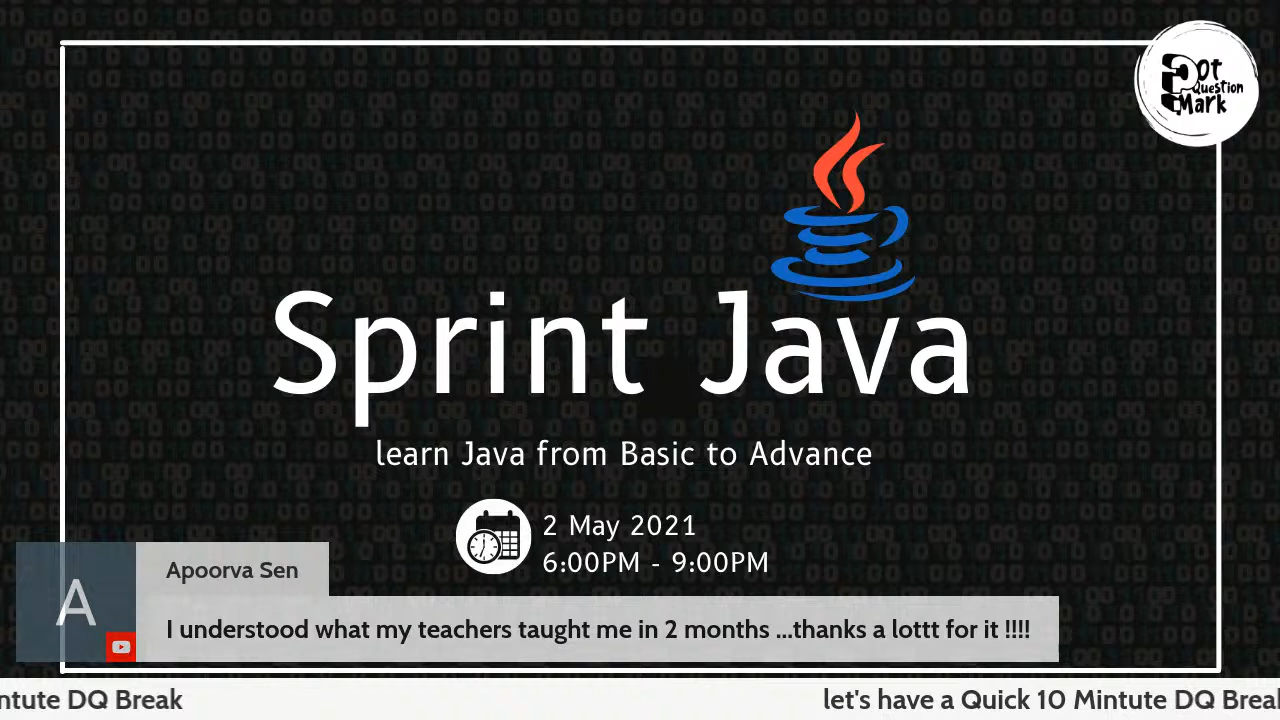 Dot
Question
Mark
Sprint Java
learn Java from Basic to Advance
2 May 2021
6:00PM - 9:00PM
A
Apoorva Sen
I understood what my teachers taught me in 2 months ...thanks a lottt for it !!!!
ntute DQ Break let's have a Quick 10 Mintute DQ Break